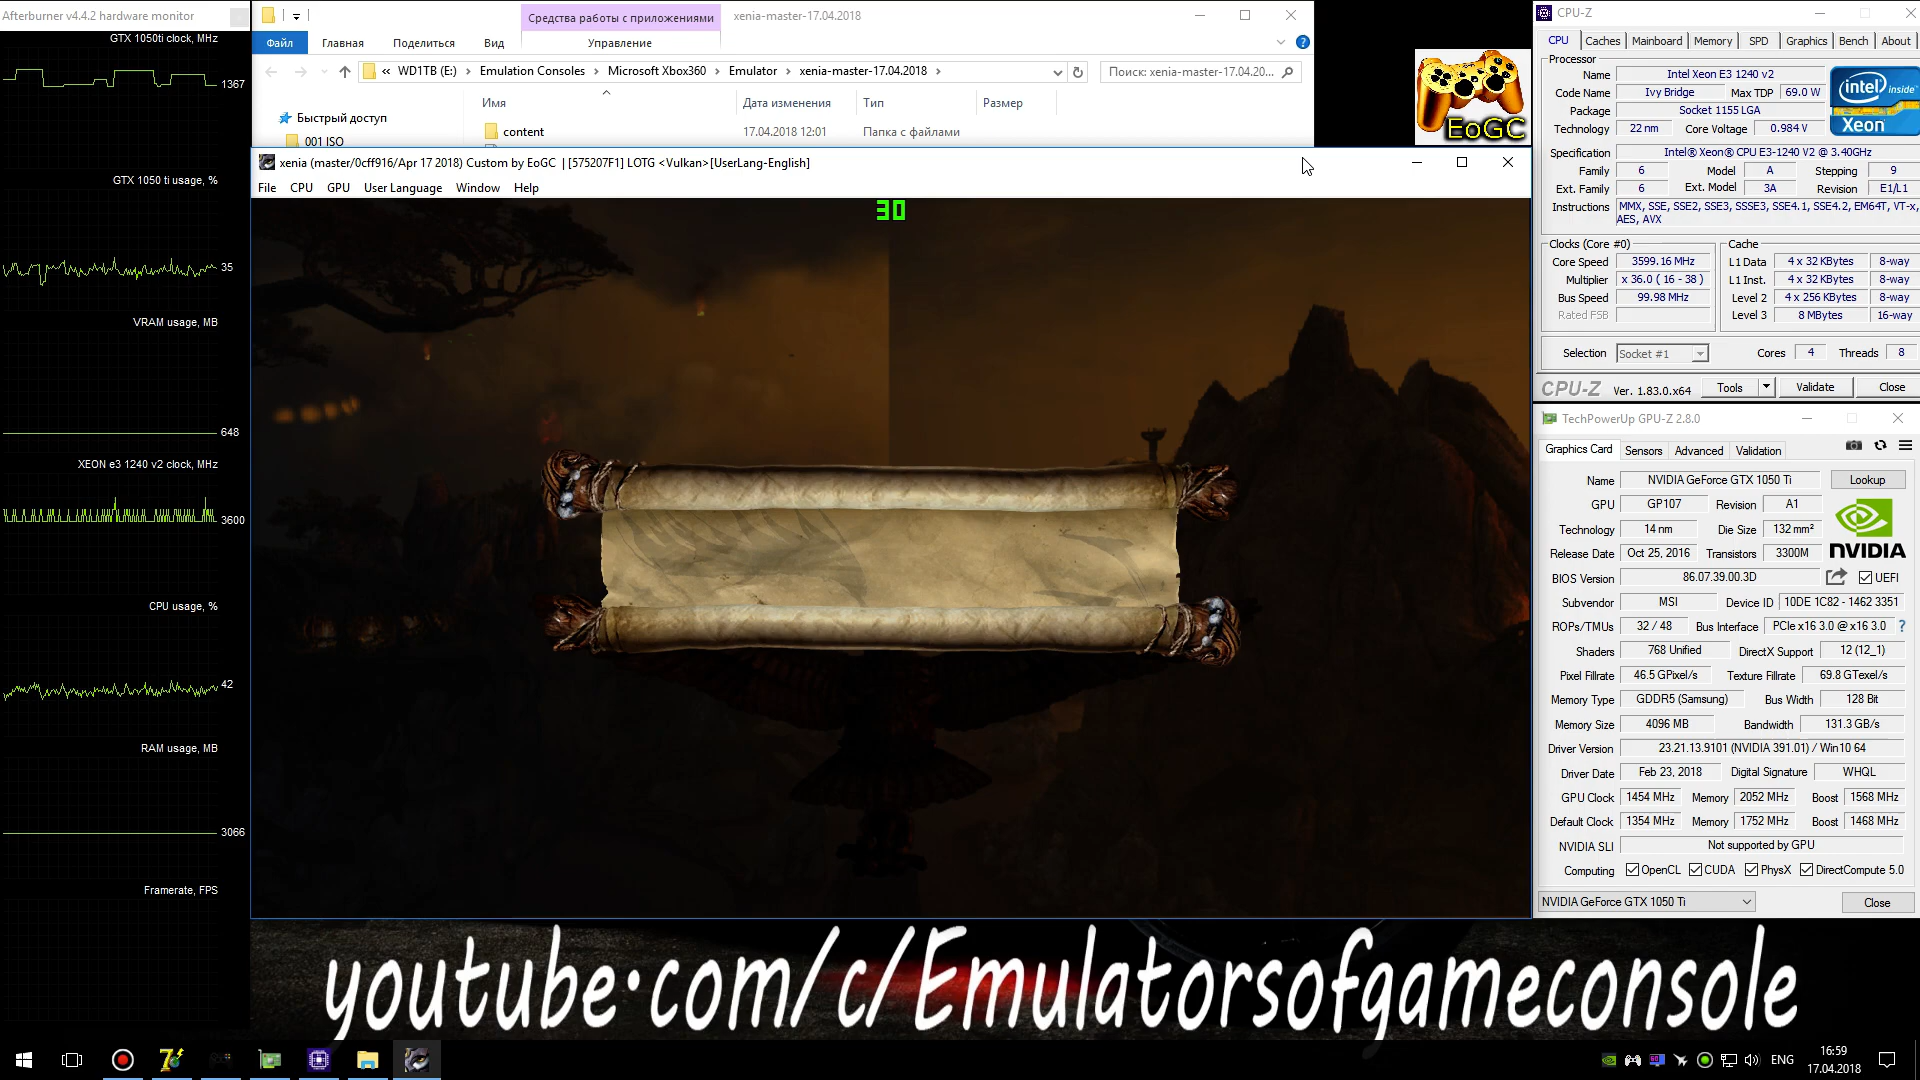 Afterburner v4.4.2 hardware monitor
GTX 1050ti clock, MHz
1367
GTX 1050 ti usage, %
35
VRAM usage, MB
648
XEON e3 1240 v2 clock, MHz
3600
CPU usage, %
42
RAM usage, MB
3066
Framerate, FPS
Средства работы с приложениями
xenia-master-17.04.2018
Файл Главная Поделиться Вид Управление
« WD1TB (E:) Emulation Consoles Microsoft Xbox360 Emulator xenia-master-17.04.2018
Поиск: xenia-master-17.04.20...
Имя Дата изменения Тип Размер
Быстрый доступ
001 ISO
content 17.04.2018 12:01 Папка с файлами
EoGC
xenia (master/0cff916/Apr 17 2018) Custom by EoGC | [575207F1] LOTG <Vulkan>[UserLang-English]
File CPU GPU User Language Window Help
30
CPU-Z
CPU Caches Mainboard Memory SPD Graphics Bench About
Processor
Name Intel Xeon E3 1240 v2
Code Name Ivy Bridge Max TDP 69.0 W
Package Socket 1155 LGA
Technology 22 nm Core Voltage 0.984 V
intel inside™
Xeon
Specification Intel® Xeon® CPU E3-1240 V2 @ 3.40GHz
Family 6 Model A Stepping 9
Ext. Family 6 Ext. Model 3A Revision E1/L1
Instructions MMX, SSE, SSE2, SSE3, SSSE3, SSE4.1, SSE4.2, EM64T, VT-x,
AES, AVX
Clocks (Core #0) Cache
Core Speed 3599.16 MHz L1 Data 4 x 32 KBytes 8-way
Multiplier x 36.0 ( 16 - 38 ) L1 Inst. 4 x 32 KBytes 8-way
Bus Speed 99.98 MHz Level 2 4 x 256 KBytes 8-way
Rated FSB Level 3 8 MBytes 16-way
Selection Socket #1 Cores 4 Threads 8
CPU-Z Ver. 1.83.0.x64 Tools Validate Close
TechPowerUp GPU-Z 2.8.0
Graphics Card Sensors Advanced Validation
Name NVIDIA GeForce GTX 1050 Ti Lookup
GPU GP107 Revision A1
Technology 14 nm Die Size 132 mm²
Release Date Oct 25, 2016 Transistors 3300M
NVIDIA
BIOS Version 86.07.39.00.3D UEFI
Subvendor MSI Device ID 10DE 1C82 - 1462 3351
ROPs/TMUs 32 / 48 Bus Interface PCIe x16 3.0 @ x16 3.0 ?
Shaders 768 Unified DirectX Support 12 (12_1)
Pixel Fillrate 46.5 GPixel/s Texture Fillrate 69.8 GTexel/s
Memory Type GDDR5 (Samsung) Bus Width 128 Bit
Memory Size 4096 MB Bandwidth 131.3 GB/s
Driver Version 23.21.13.9101 (NVIDIA 391.01) / Win10 64
Driver Date Feb 23, 2018 Digital Signature WHQL
GPU Clock 1454 MHz Memory 2052 MHz Boost 1568 MHz
Default Clock 1354 MHz Memory 1752 MHz Boost 1468 MHz
NVIDIA SLI Not supported by GPU
Computing OpenCL CUDA PhysX DirectCompute 5.0
NVIDIA GeForce GTX 1050 Ti Close
youtube.com/c/Emulatorsofgameconsole
ENG
16:59
17.04.2018